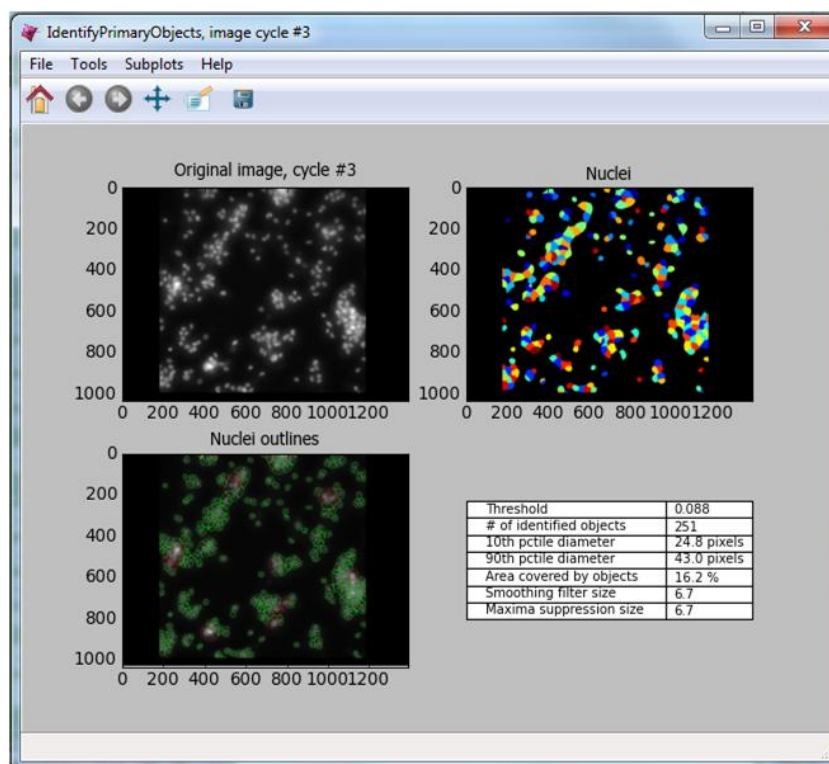 IdentifyPrimaryObjects, image cycle #3
File Tools Subplots Help
Original image, cycle #3
0
200
400
600
800
1000
0 200 400 600 800 10001200
Nuclei
0
200
400
600
800
1000
0 200 400 600 800 10001200
Nuclei outlines
0
200
400
600
800
1000
0 200 400 600 800 10001200
Threshold 0.088
# of identified objects 251
10th pctile diameter 24.8 pixels
90th pctile diameter 43.0 pixels
Area covered by objects 16.2 %
Smoothing filter size 6.7
Maxima suppression size 6.7